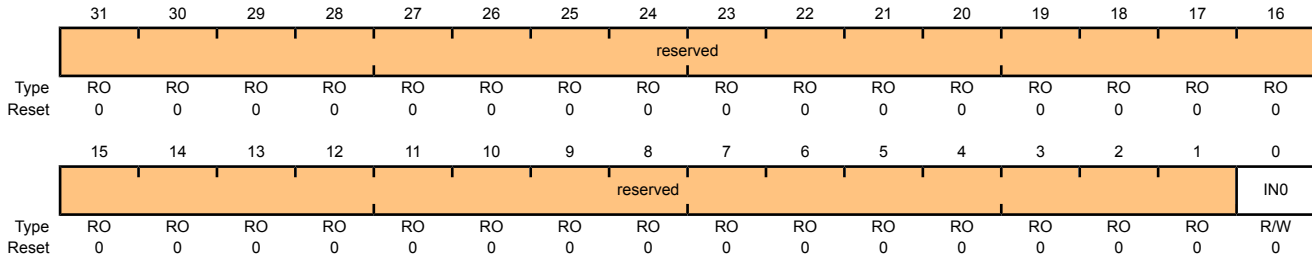 31 30 29 28 27 26 25 24 23 22 21 20 19 18 17 16
reserved
Type RO RO RO RO RO RO RO RO RO RO RO RO RO RO RO RO
Reset 0 0 0 0 0 0 0 0 0 0 0 0 0 0 0 0
15 14 13 12 11 10 9 8 7 6 5 4 3 2 1 0
reserved IN0
Type RO RO RO RO RO RO RO RO RO RO RO RO RO RO RO R/W
Reset 0 0 0 0 0 0 0 0 0 0 0 0 0 0 0 0